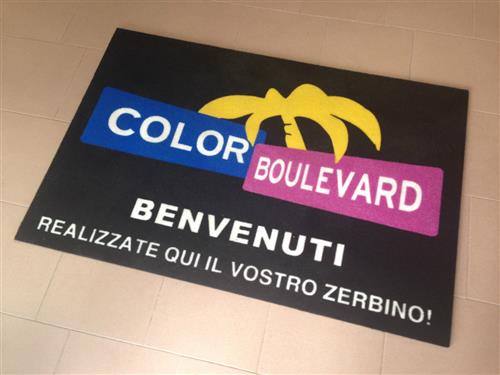 COLOR
BOULEVARD
BENVENUTI
REALIZZATE QUI IL VOSTRO ZERBINO!